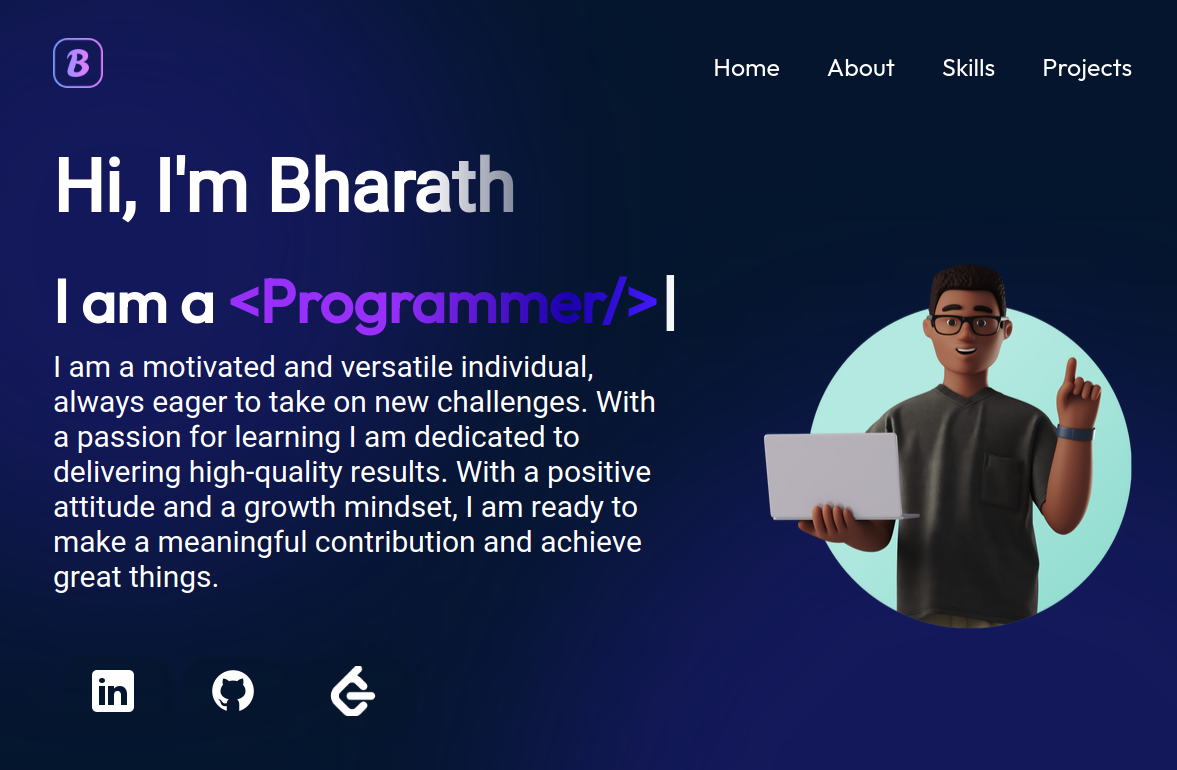 B
Home About Skills Projects
Hi, I'm Bharath
I am a <Programmer/>|
I am a motivated and versatile individual,
always eager to take on new challenges. With
a passion for learning I am dedicated to
delivering high-quality results. With a positive
attitude and a growth mindset, I am ready to
make a meaningful contribution and achieve
great things.
in